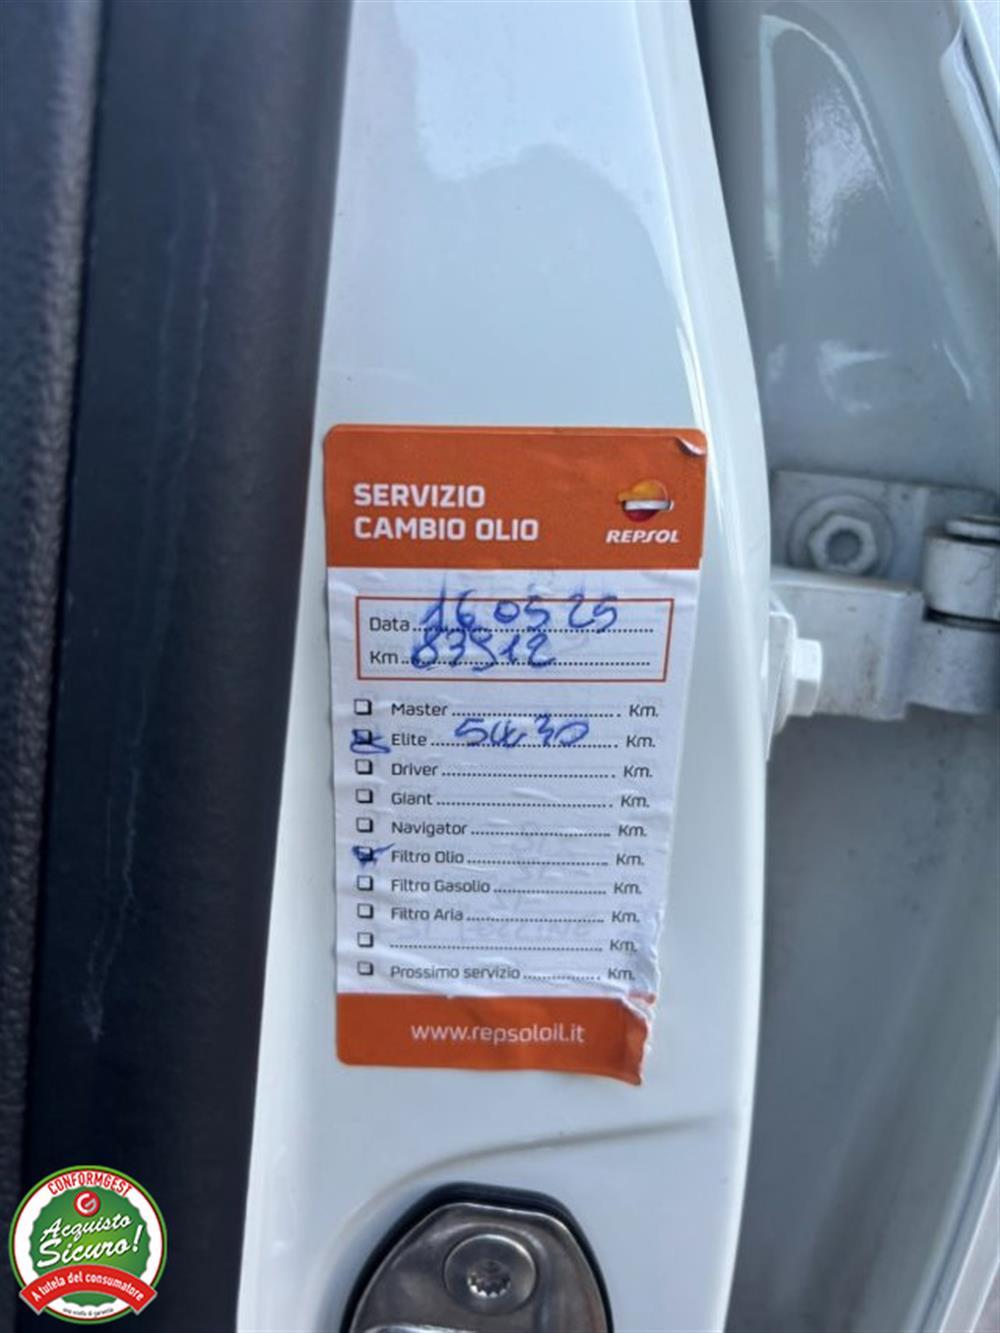 SERVIZIO
CAMBIO OLIO
REPSOL
Data 16 05 25
Km 83912
Master Km.
Elite 5W30 Km.
Driver Km.
Giant Km.
Navigator Km.
Filtro Olio Km.
Filtro Gasolio Km.
Filtro Aria Km.
Km.
Prossimo servizio Km.
www.repsoloil.it
CONFORMGEST
Acquisto
Sicuro!
A tutela del consumatore